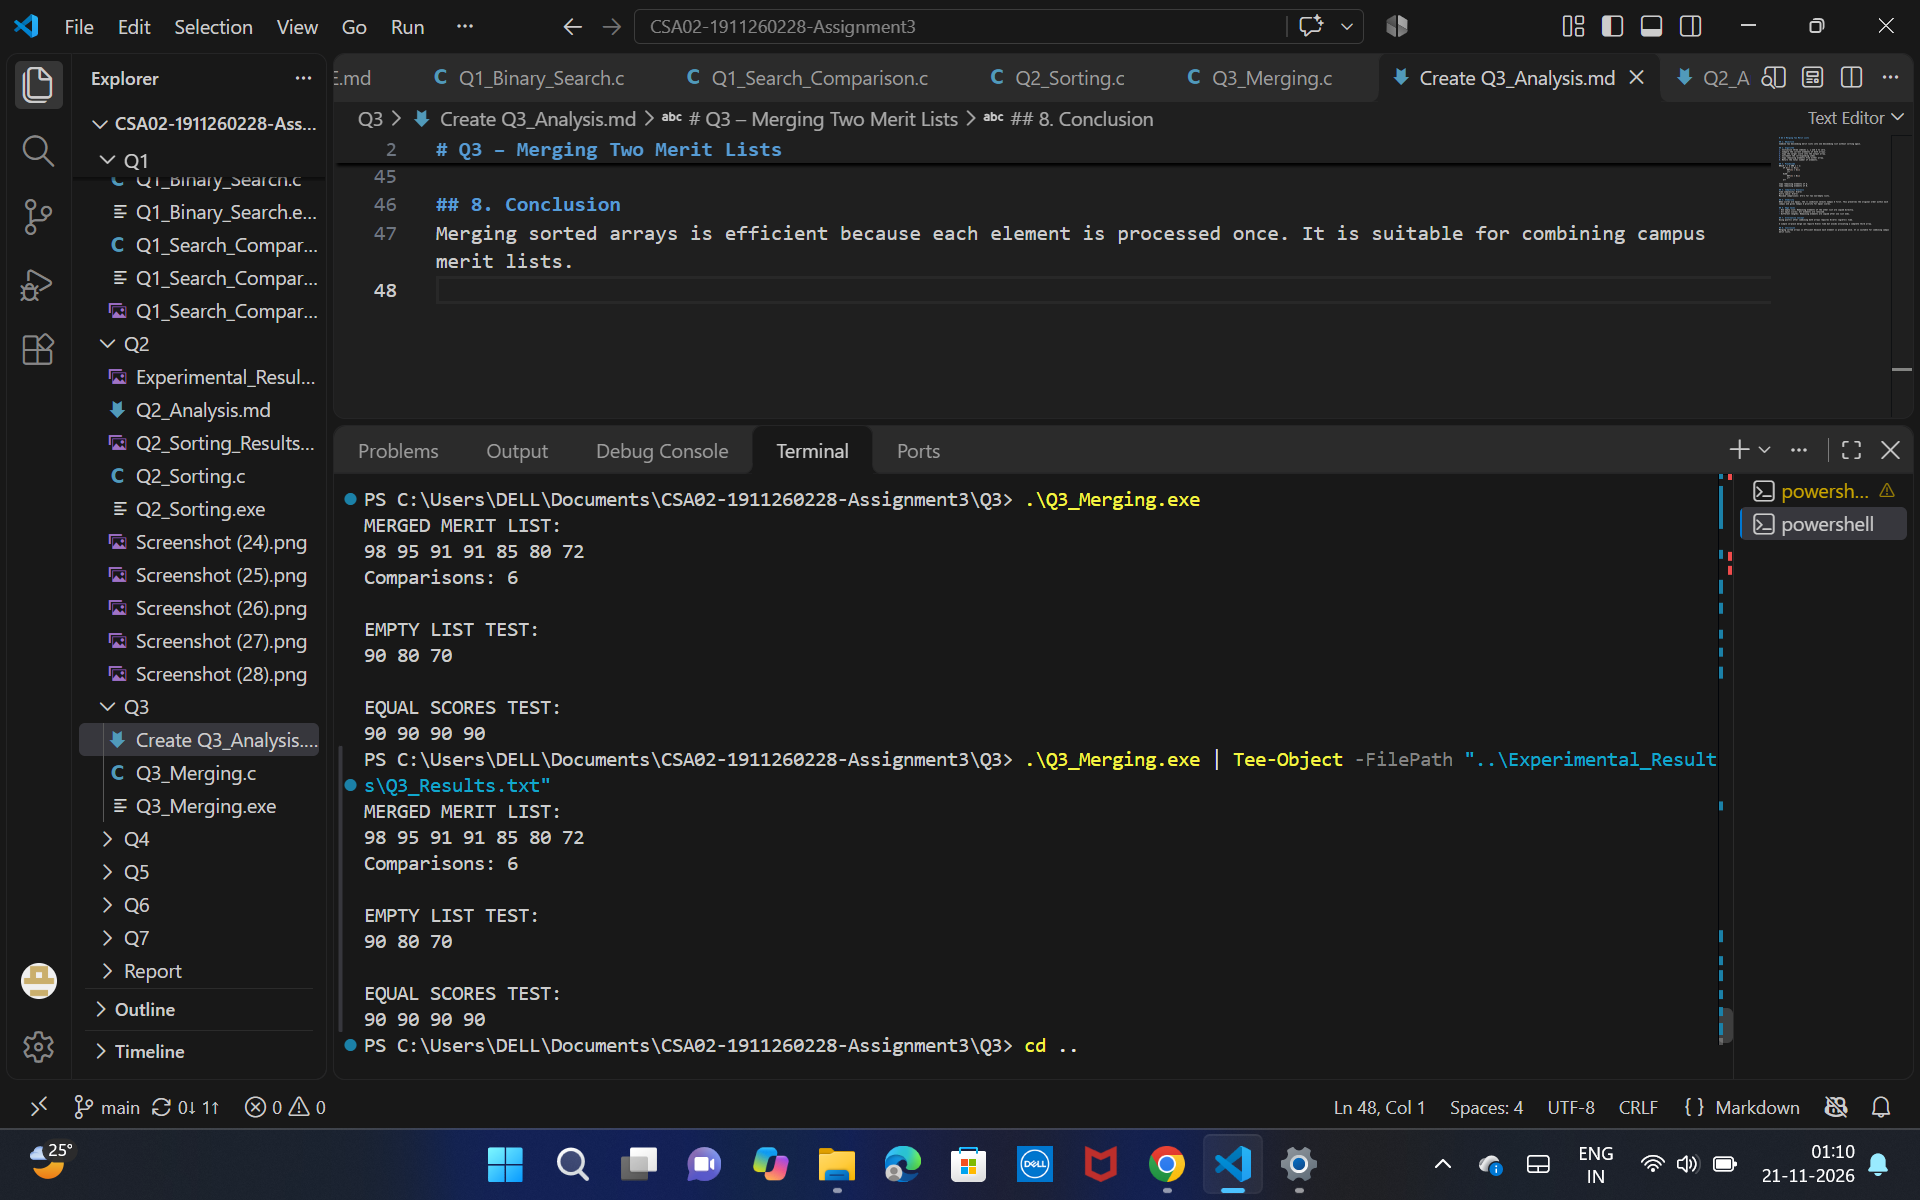 File Edit Selection View Go Run ···
CSA02-1911260228-Assignment3
Explorer ···
E.md
Q1_Binary_Search.c
Q1_Search_Comparison.c
Q2_Sorting.c
Q3_Merging.c
Create Q3_Analysis.md
Q2_A
Q3 > Create Q3_Analysis.md > # Q3 – Merging Two Merit Lists > ## 8. Conclusion
Text Editor
2 # Q3 – Merging Two Merit Lists
45
46 ## 8. Conclusion
47 Merging sorted arrays is efficient because each element is processed once. It is suitable for combining campus
merit lists.
48
CSA02-1911260228-Ass...
Q1
Q1_Binary_Search.c
Q1_Binary_Search.e...
Q1_Search_Compar...
Q1_Search_Compar...
Q1_Search_Compar...
Q2
Experimental_Resul...
Q2_Analysis.md
Q2_Sorting_Results...
Q2_Sorting.c
Q2_Sorting.exe
Screenshot (24).png
Screenshot (25).png
Screenshot (26).png
Screenshot (27).png
Screenshot (28).png
Q3
Create Q3_Analysis....
Q3_Merging.c
Q3_Merging.exe
Q4
Q5
Q6
Q7
Report
Outline
Timeline
Problems Output Debug Console Terminal Ports
PS C:\Users\DELL\Documents\CSA02-1911260228-Assignment3\Q3> .\Q3_Merging.exe
MERGED MERIT LIST:
98 95 91 91 85 80 72
Comparisons: 6
EMPTY LIST TEST:
90 80 70
EQUAL SCORES TEST:
90 90 90 90
PS C:\Users\DELL\Documents\CSA02-1911260228-Assignment3\Q3> .\Q3_Merging.exe | Tee-Object -FilePath "..\Experimental_Result
s\Q3_Results.txt"
MERGED MERIT LIST:
98 95 91 91 85 80 72
Comparisons: 6
EMPTY LIST TEST:
90 80 70
EQUAL SCORES TEST:
90 90 90 90
PS C:\Users\DELL\Documents\CSA02-1911260228-Assignment3\Q3> cd ..
powersh...
powershell
main 0↓ 1↑ 0 0
Ln 48, Col 1 Spaces: 4 UTF-8 CRLF { } Markdown
25°
DELL
ENG
IN
01:10
21-11-2026